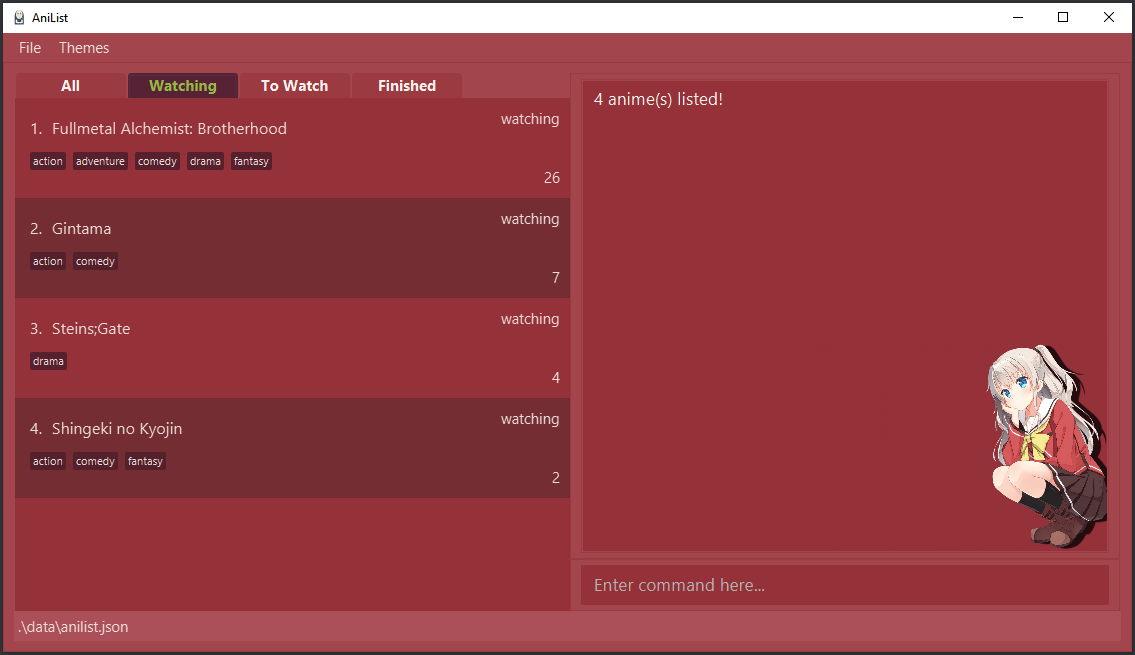 AniList
File Themes
All Watching To Watch Finished
1. Fullmetal Alchemist: Brotherhood
watching
action adventure comedy drama fantasy
26
2. Gintama
watching
action comedy
7
3. Steins;Gate
watching
drama
4
4. Shingeki no Kyojin
watching
action comedy fantasy
2
4 anime(s) listed!
Enter command here...
.\data\anilist.json